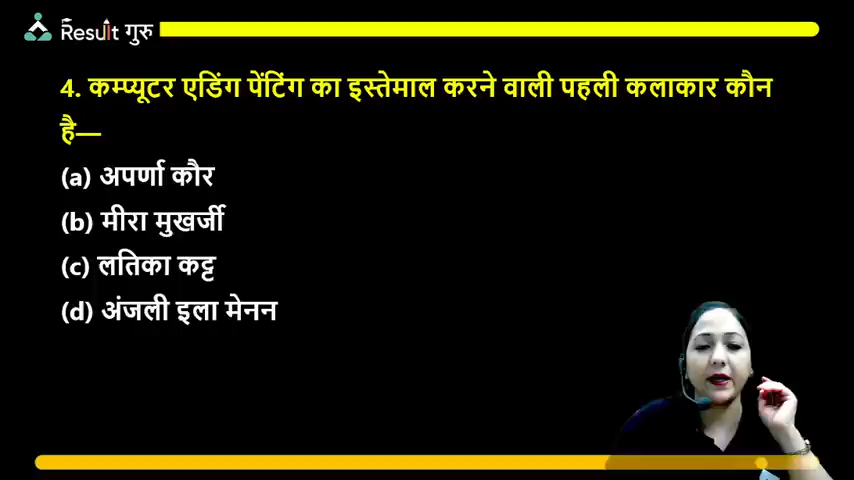 Result गुरु
4. कम्प्यूटर एडिंग पेंटिंग का इस्तेमाल करने वाली पहली कलाकार कौन
है—
(a) अपर्णा कौर
(b) मीरा मुखर्जी
(c) लतिका कट्ट
(d) अंजली इला मेनन